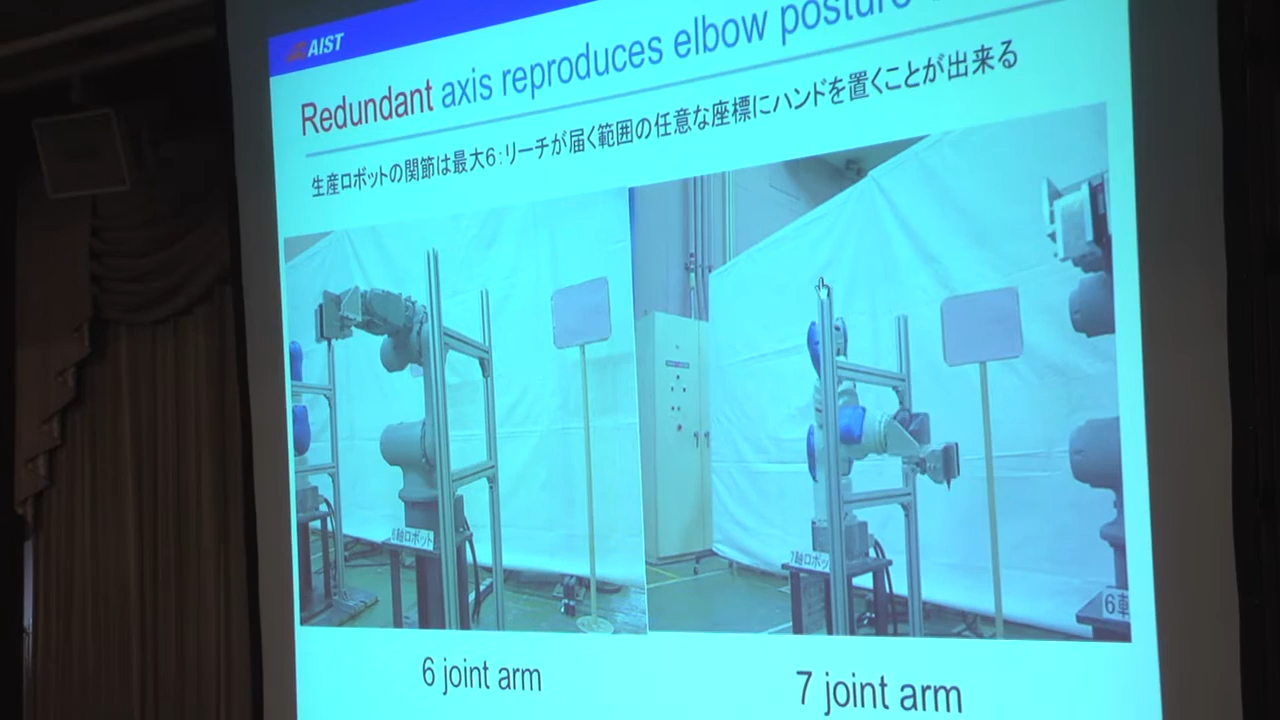 AIST
Redundant axis reproduces elbow posture
生産ロボットの関節は最大6：リーチが届く範囲の任意な座標にハンドを置くことが出来る
6軸ロボット
7軸ロボッ
6軸
6 joint arm
7 joint arm